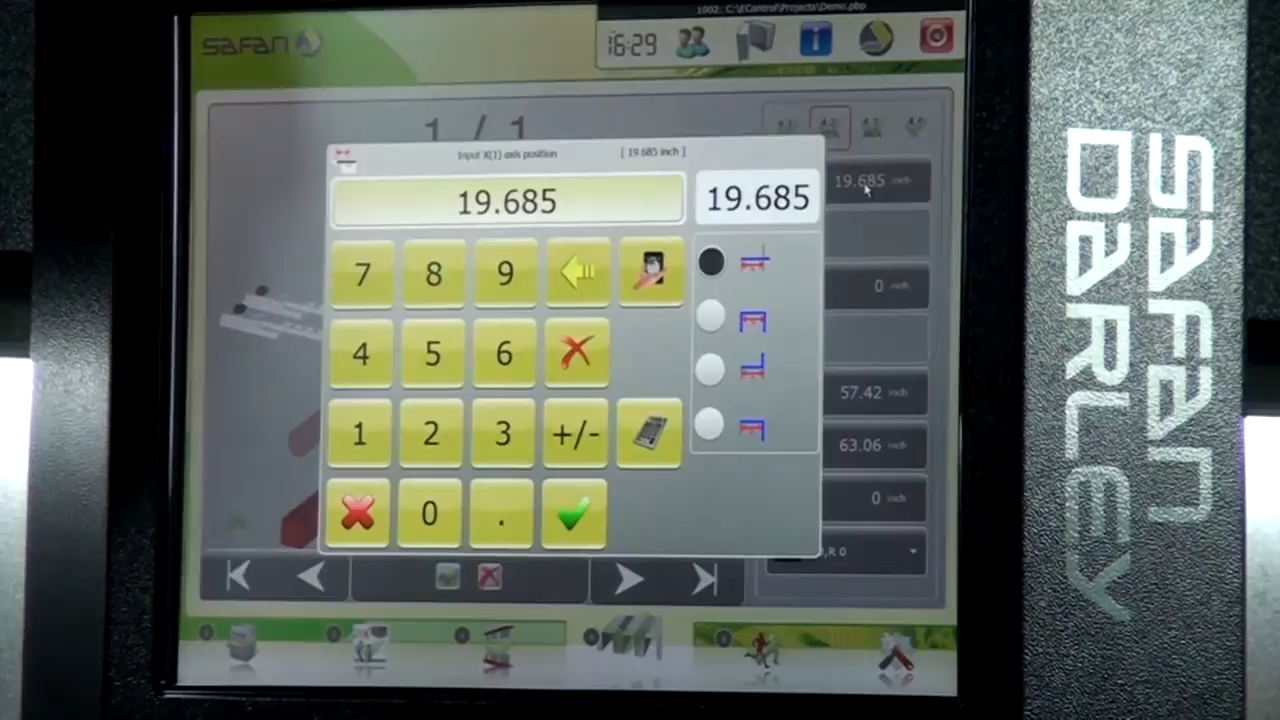 1002: C:\EControl\Projects\Demo.pbp
SAFAN
16:29
1 / 1
Input X(1) axis position [ 19.685 inch ]
19.685 19.685
19.685 inch
7 8 9
0 inch
4 5 6
57.42 inch
1 2 3 +/-
63.06 inch
0 .
0 inch
,R 0
SAFAN
DARLEY